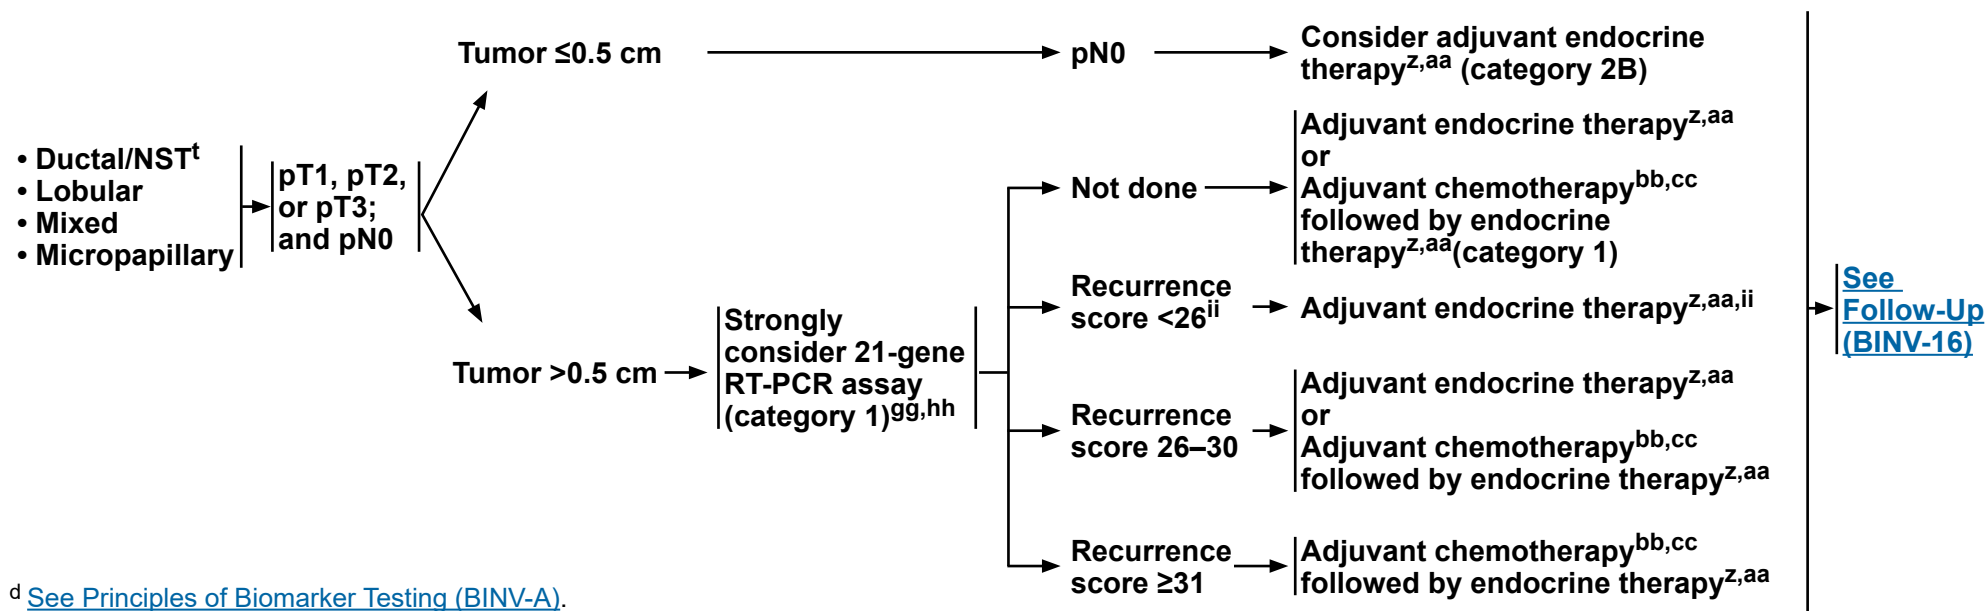 • Ductal/NSTt
• Lobular
• Mixed
• Micropapillary
pT1, pT2,
or pT3;
and pN0
Tumor ≤0.5 cm
pN0
Consider adjuvant endocrine
therapyz,aa (category 2B)
Tumor >0.5 cm
Strongly
consider 21-gene
RT-PCR assay
(category 1)gg,hh
Not done
Adjuvant endocrine therapyz,aa
or
Adjuvant chemotherapybb,cc
followed by endocrine
therapyz,aa(category 1)
Recurrence
score <26ii
Adjuvant endocrine therapyz,aa,ii
Recurrence
score 26–30
Adjuvant endocrine therapyz,aa
or
Adjuvant chemotherapybb,cc
followed by endocrine therapyz,aa
Recurrence
score ≥31
Adjuvant chemotherapybb,cc
followed by endocrine therapyz,aa
See
Follow-Up
(BINV-16)
d See Principles of Biomarker Testing (BINV-A).